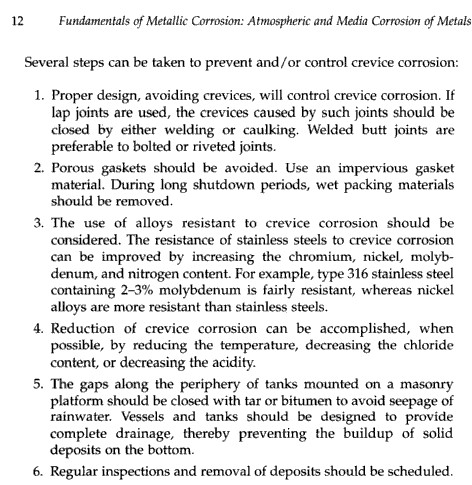 12 Fundamentals of Metallic Corrosion: Atmospheric and Media Corrosion of Metals
Several steps can be taken to prevent and/or control crevice corrosion:
1. Proper design, avoiding crevices, will control crevice corrosion. If
lap joints are used, the crevices caused by such joints should be
closed by either welding or caulking. Welded butt joints are
preferable to bolted or riveted joints.
2. Porous gaskets should be avoided. Use an impervious gasket
material. During long shutdown periods, wet packing materials
should be removed.
3. The use of alloys resistant to crevice corrosion should be
considered. The resistance of stainless steels to crevice corrosion
can be improved by increasing the chromium, nickel, molyb-
denum, and nitrogen content. For example, type 316 stainless steel
containing 2–3% molybdenum is fairly resistant, whereas nickel
alloys are more resistant than stainless steels.
4. Reduction of crevice corrosion can be accomplished, when
possible, by reducing the temperature, decreasing the chloride
content, or decreasing the acidity.
5. The gaps along the periphery of tanks mounted on a masonry
platform should be closed with tar or bitumen to avoid seepage of
rainwater. Vessels and tanks should be designed to provide
complete drainage, thereby preventing the buildup of solid
deposits on the bottom.
6. Regular inspections and removal of deposits should be scheduled.